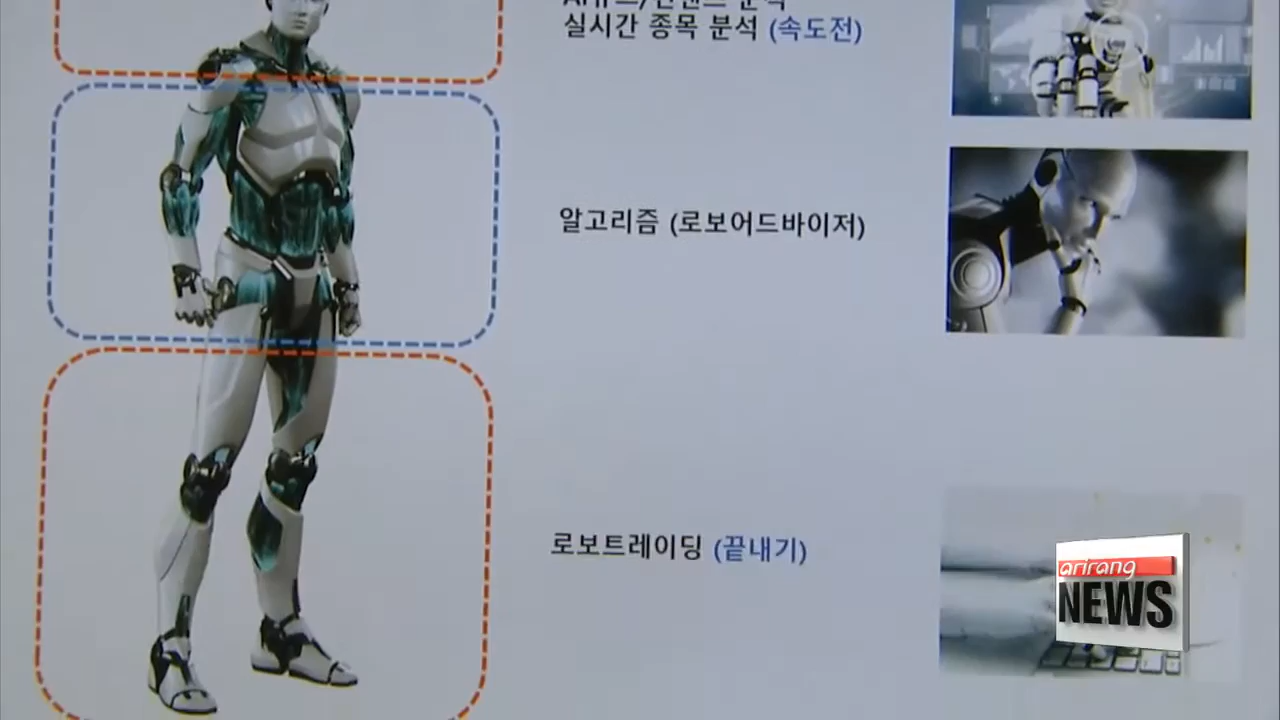 실시간 종목 분석 (속도전)
알고리즘 (로보어드바이저)
로보트레이딩 (끝내기)
arirang
NEWS